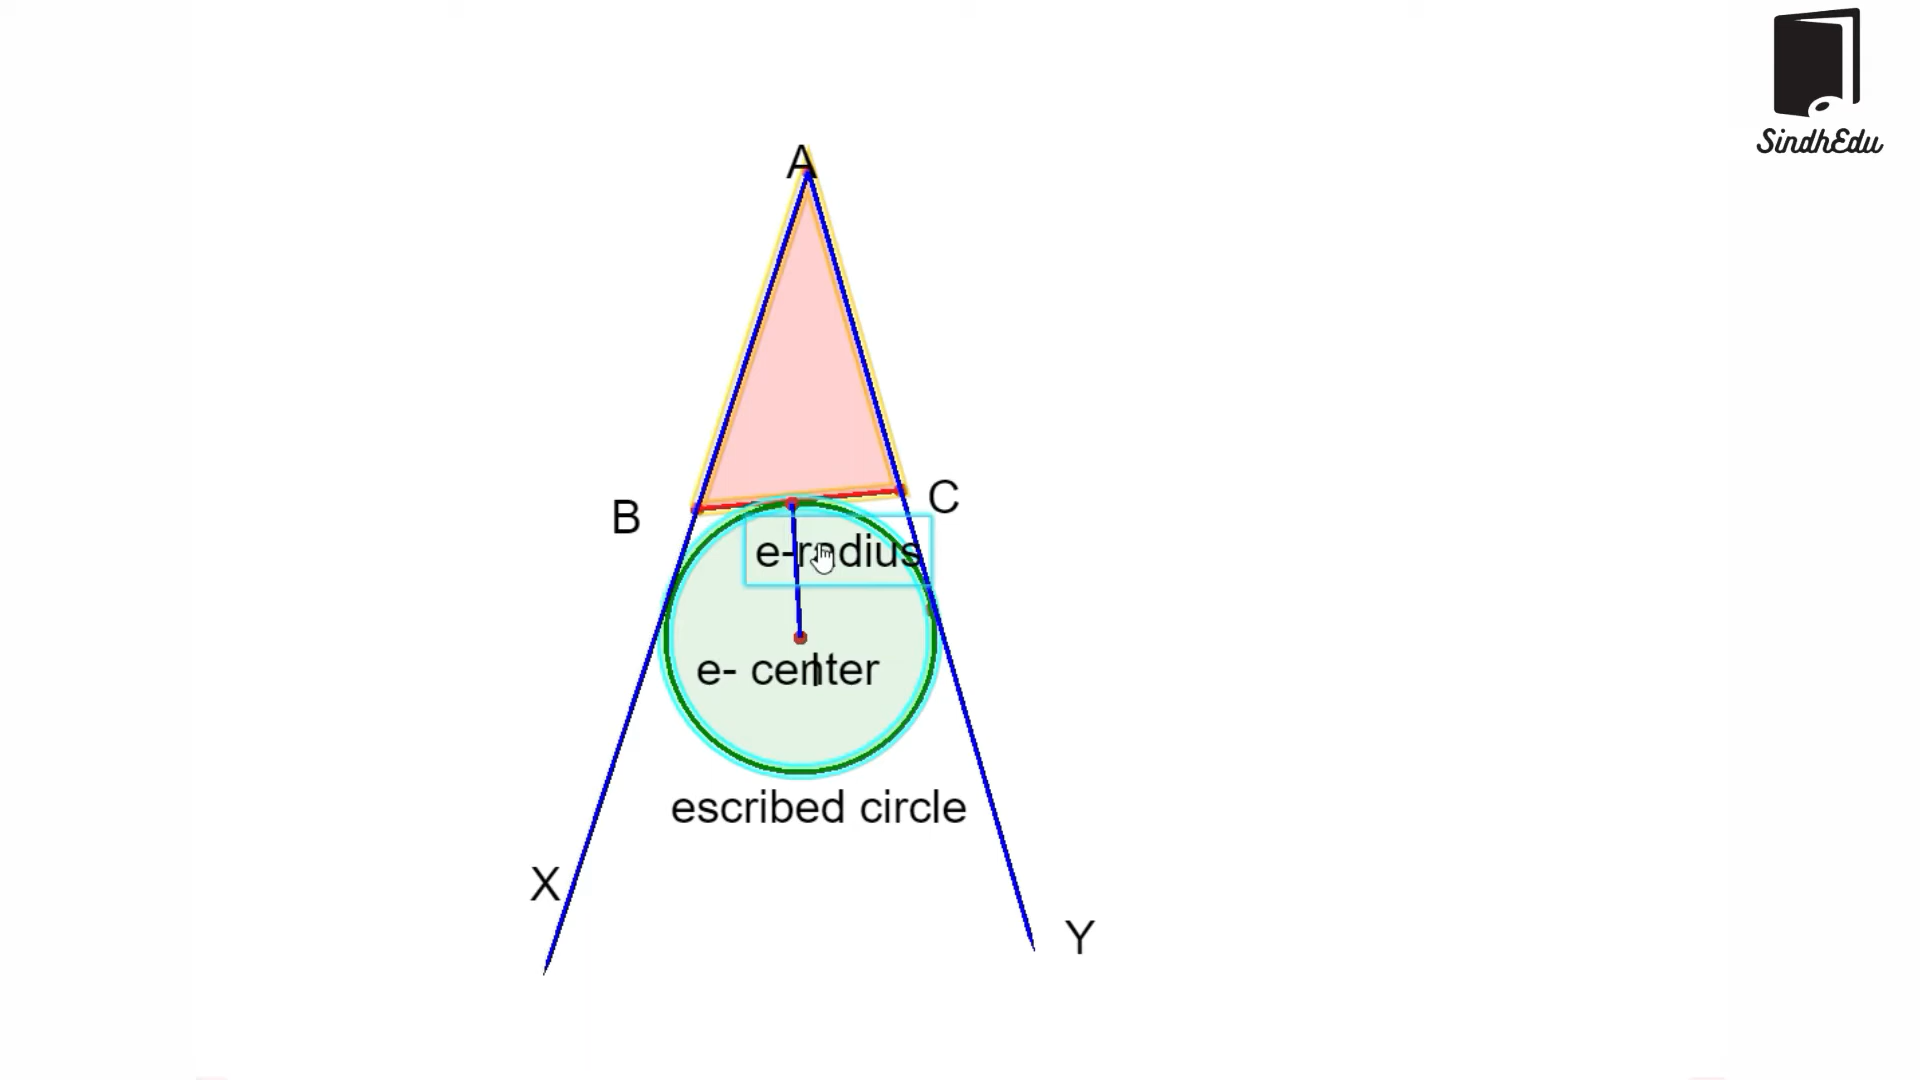 SindhEdu
A
B
C
e-radius
e- center
I
escribed circle
X
Y